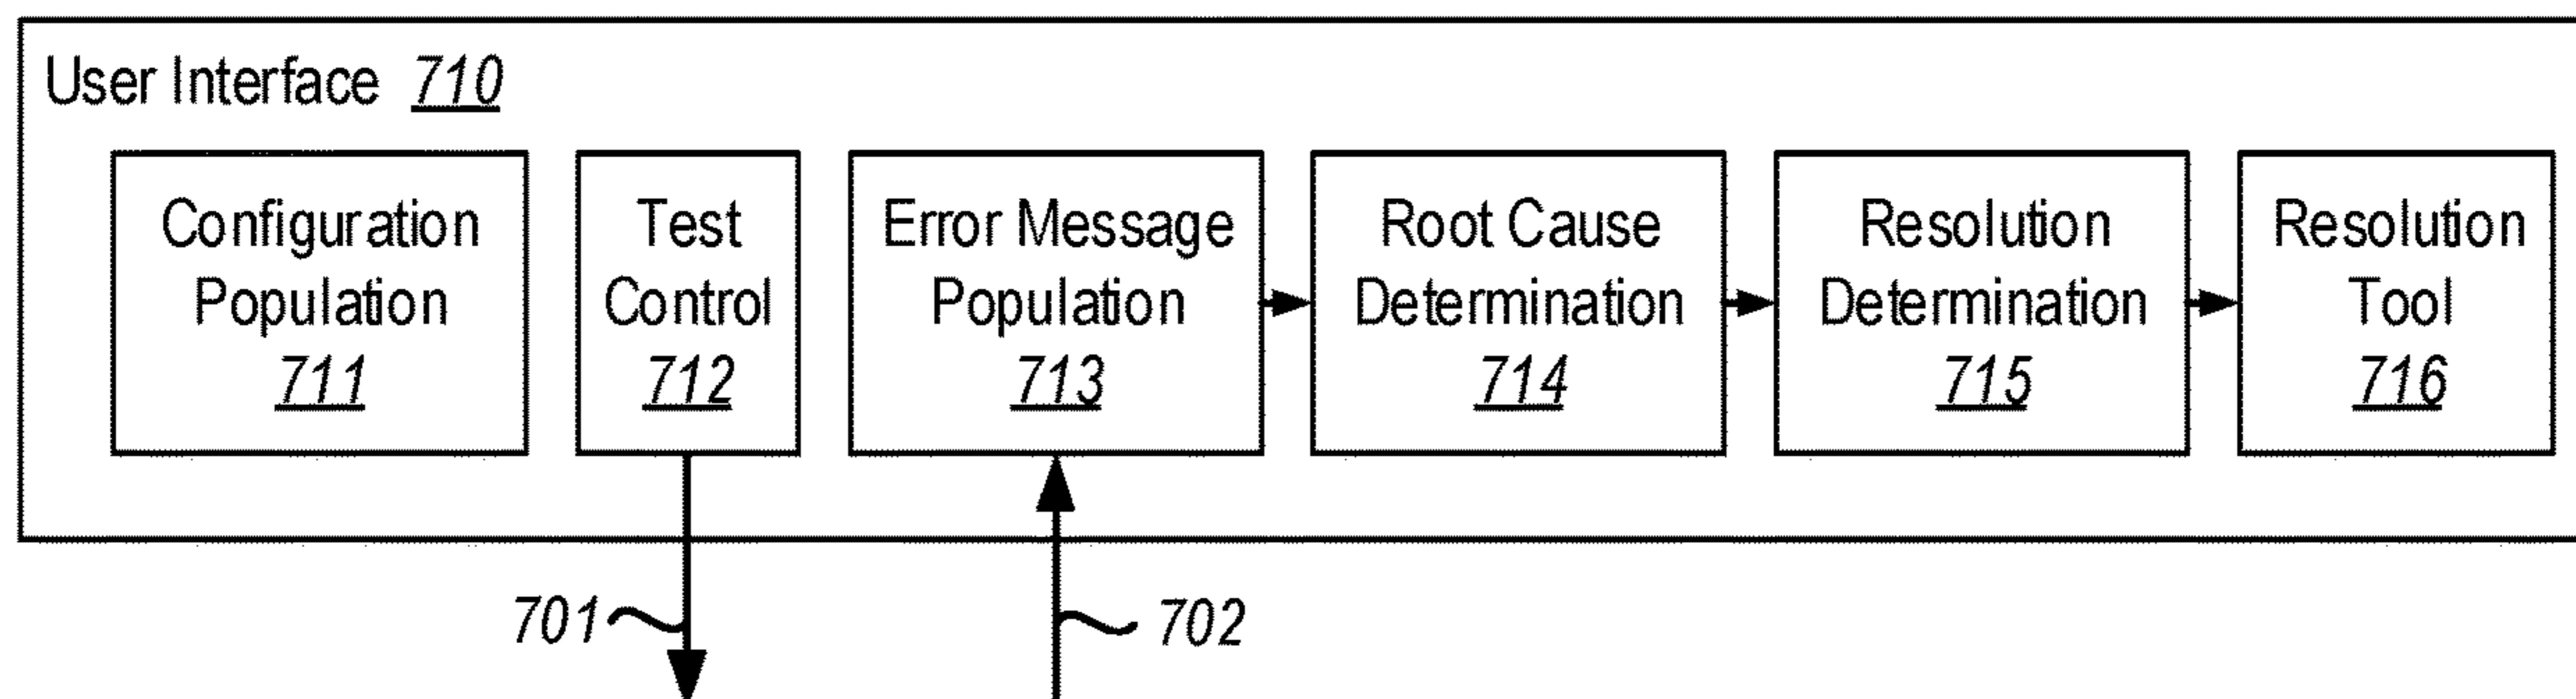 User Interface 710
Configuration
Population
711
Test
Control
712
Error Message
Population
713
Root Cause
Determination
714
Resolution
Determination
715
Resolution
Tool
716
701
702